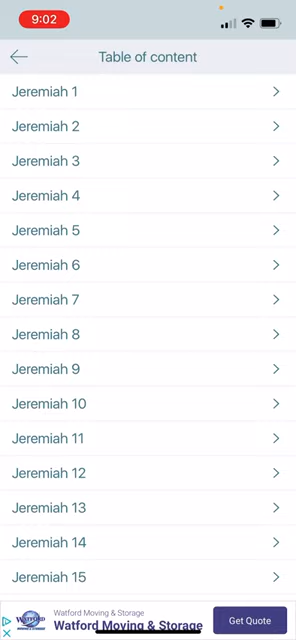 9:02
Table of content
Jeremiah 1
Jeremiah 2
Jeremiah 3
Jeremiah 4
Jeremiah 5
Jeremiah 6
Jeremiah 7
Jeremiah 8
Jeremiah 9
Jeremiah 10
Jeremiah 11
Jeremiah 12
Jeremiah 13
Jeremiah 14
Jeremiah 15
Watford Moving & Storage
WATFORD
Watford Moving & Storage
Get Quote